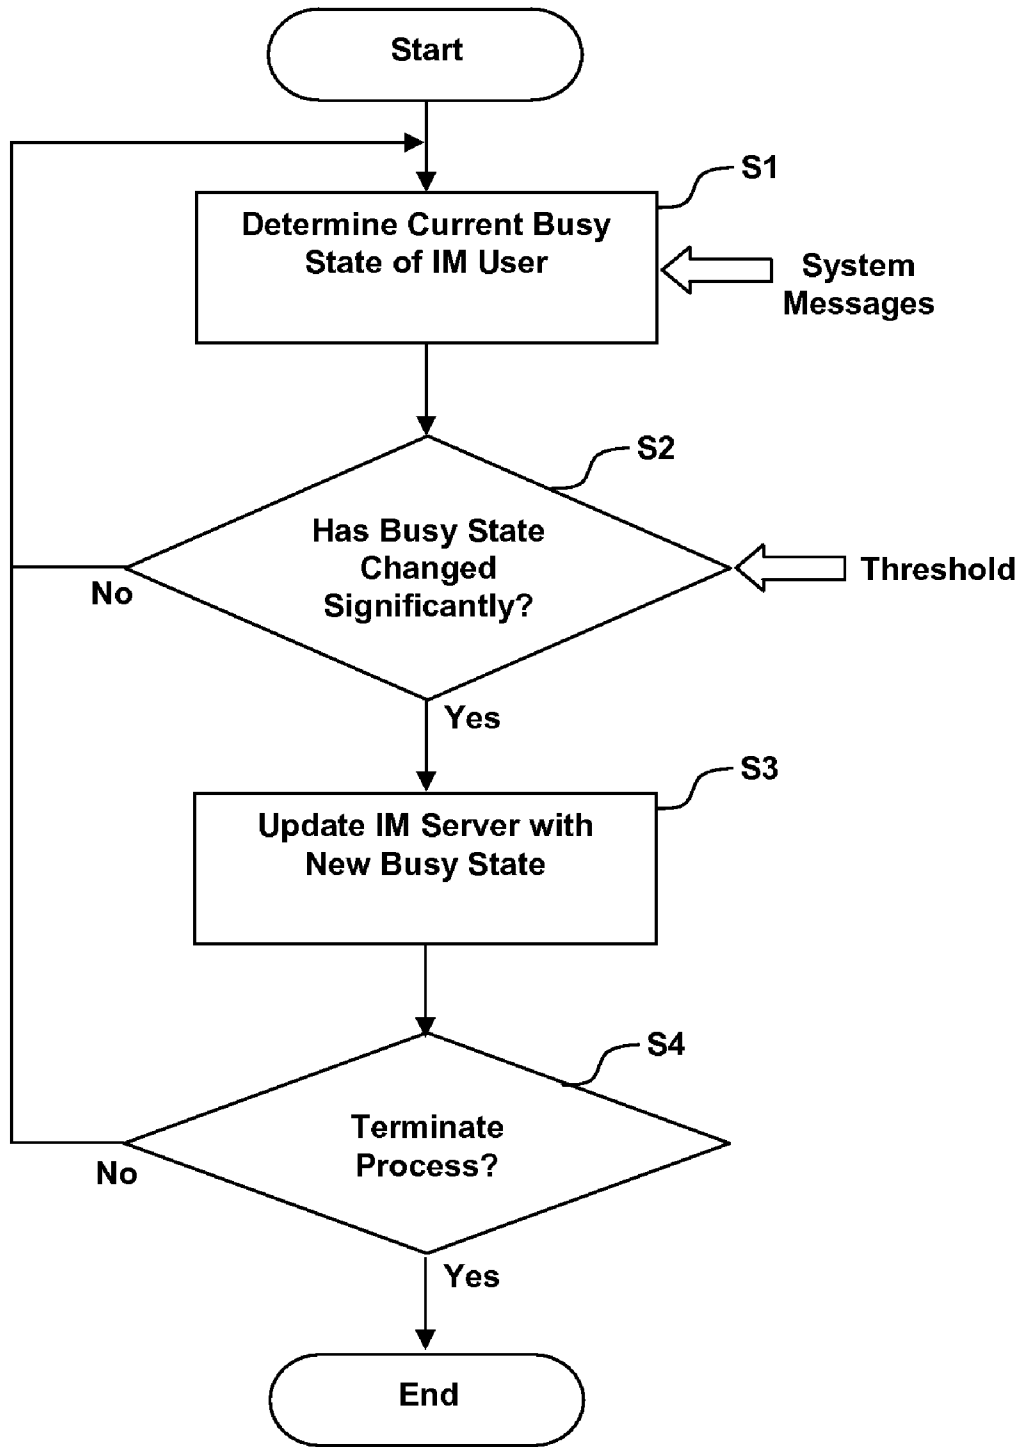 Start
S1
Determine Current Busy
State of IM User
System
Messages
S2
Has Busy State
Changed
Significantly?
Threshold
No
Yes
S3
Update IM Server with
New Busy State
S4
Terminate
Process?
No
Yes
End